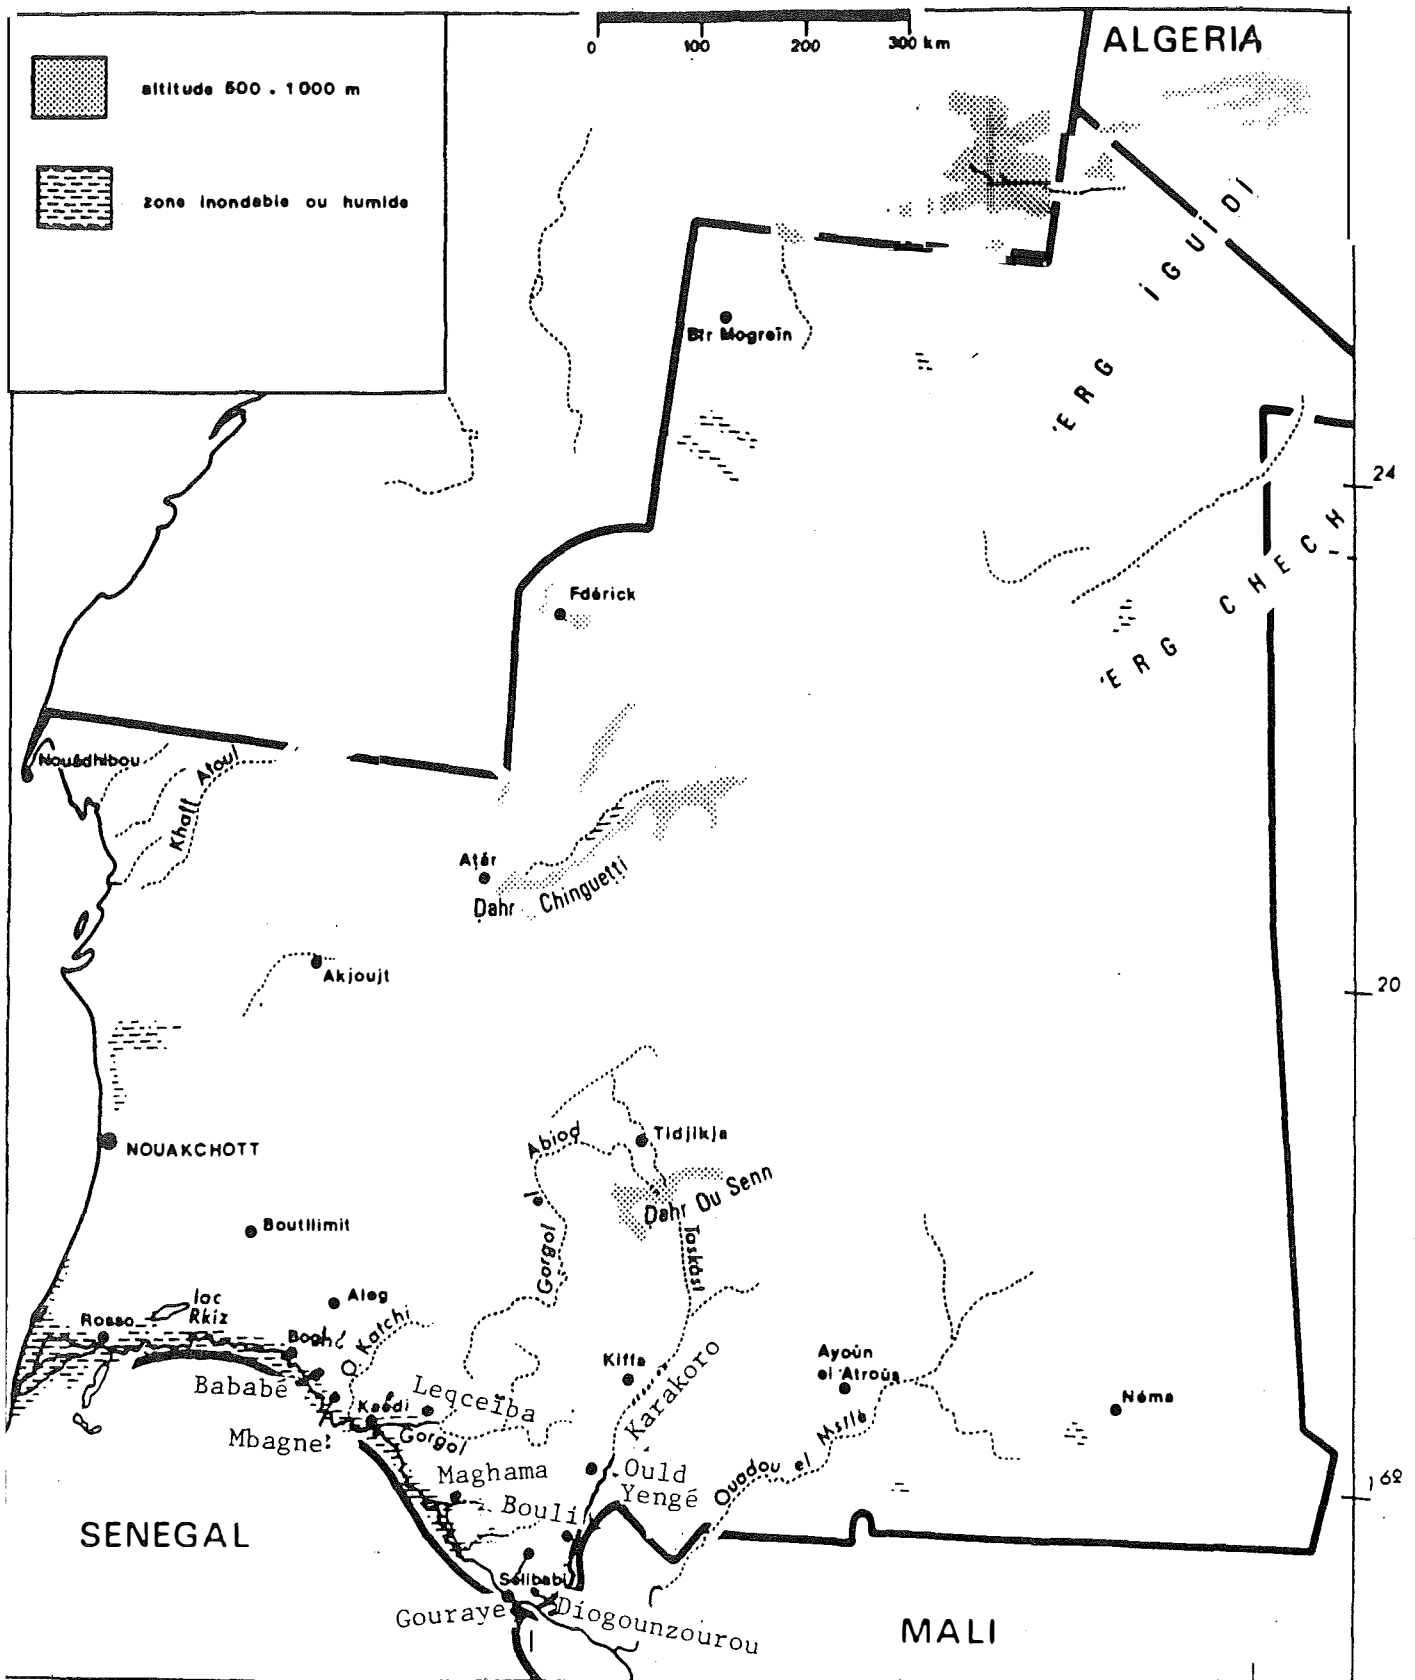 0 100 200 300 km
ALGERIA
altitude 500 . 1000 m
zone inondable ou humide
ERG IGUIDI
Bir Mogreïn
24
ERG CHECH
Fdérick
Nouâdhibou
Khatt Atoui
Atâr
Dahr Chinguetti
Akjoujt
20
NOUAKCHOTT
Abiod
Tidjikja
Dahr Ou Senn
Boutilimit
Gorgol
Taskâst
lac
Rkiz
Aleg
Rosso
Boghé
O. Katchi
Kiffa
Karakoro
Ayoûn
el Atroûs
Néma
Bababé
Leqceïba
Kaédi
Mbagne
Gorgol
Maghama
Ould
Yengé
Ouadou el Msilé
16º
Bouli
SENEGAL
Sélibabi
Gouraye
Diogounzourou
MALI